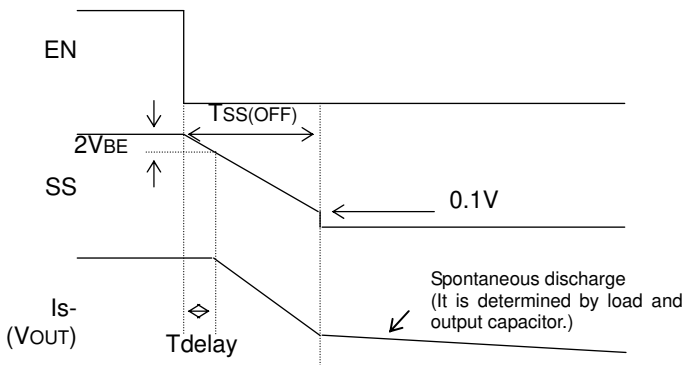 EN
TSS(OFF)
2VBE
SS
0.1V
Spontaneous discharge
(It is determined by load and
output capacitor.)
Is-
(VOUT)
Tdelay